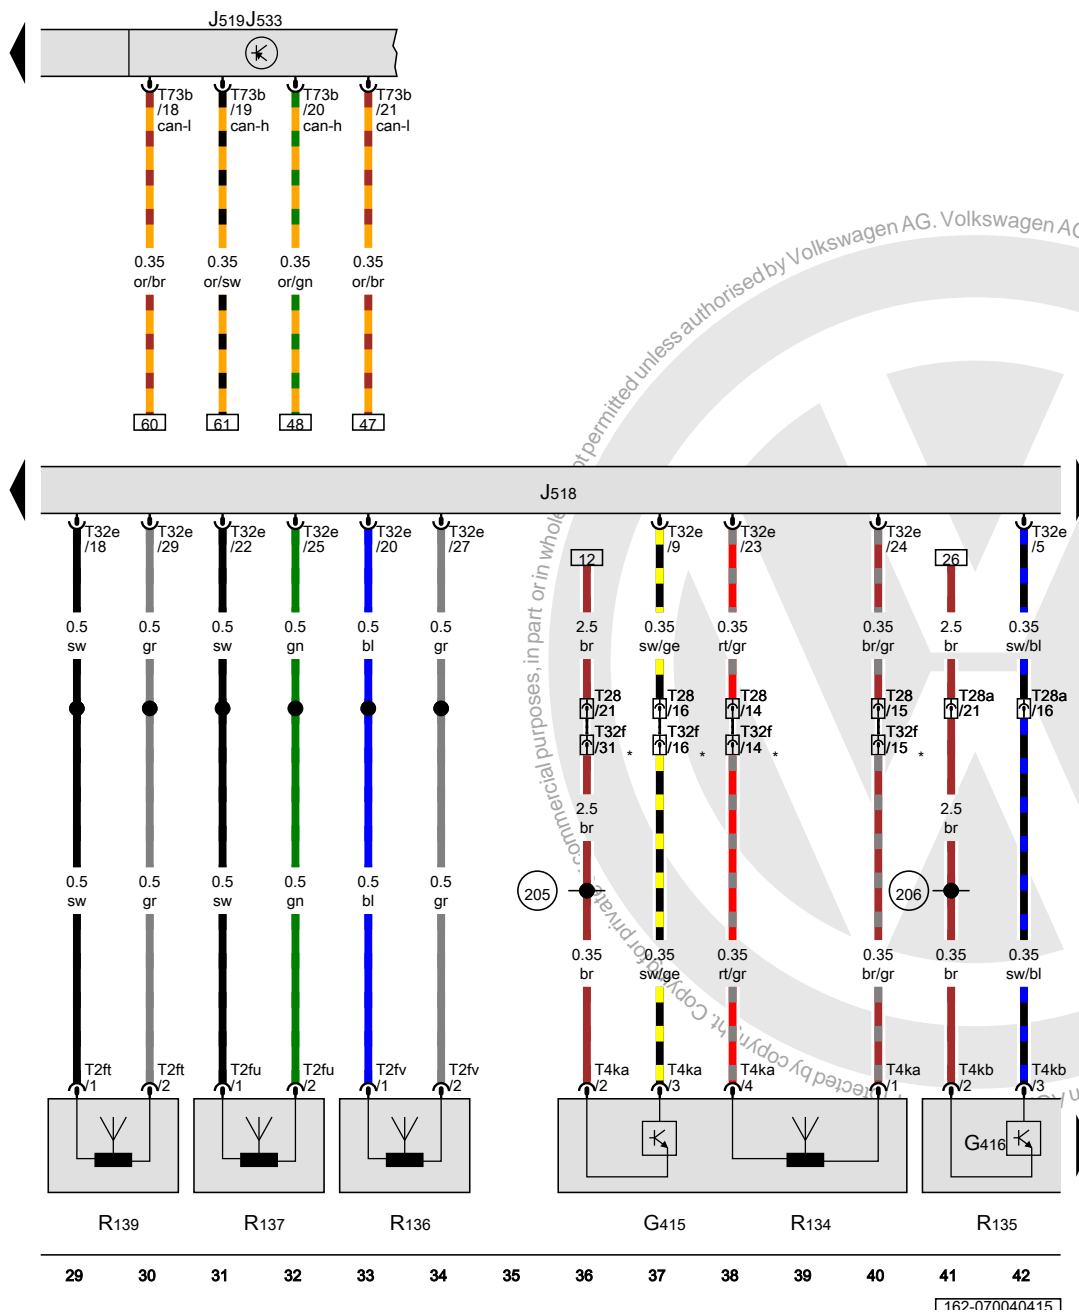 J519 J533
T73b T73b T73b T73b
/18 /19 /20 /21
can-l can-h can-h can-l
0.35 0.35 0.35 0.35
or/br or/sw or/gn or/br
60 61 48 47
J518
T32e T32e T32e T32e T32e T32e T32e T32e T32e T32e
/18 /29 /22 /25 /20 /27 /9 /23 /24 /5
12 26
0.5 0.5 0.5 0.5 0.5 0.5 2.5 0.35 0.35 0.35 2.5 0.35
sw gr sw gn bl gr br sw/ge rt/gr br/gr br sw/bl
T28 T28 T28 T28 T28a T28a
/21 /16 /14 /15 /21 /16
T32f T32f T32f T32f
/31 * /16 * /14 * /15 *
2.5 2.5
br br
0.5 0.5 0.5 0.5 0.5 0.5
sw gr sw gn bl gr
205 206
0.35 0.35 0.35 0.35 0.35 0.35
br sw/ge rt/gr br/gr br sw/bl
T2ft T2ft T2fu T2fu T2fv T2fv T4ka T4ka T4ka T4ka T4kb T4kb
/1 /2 /1 /2 /1 /2 /2 /3 /4 /1 /2 /3
G416
R139 R137 R136 G415 R134 R135
29 30 31 32 33 34 35 36 37 38 39 40 41 42
162-070040415
permitted unless authorised by Volkswagen AG. Volkswagen AG
commercial purposes, in part or in whole
by copyright. Copying for private